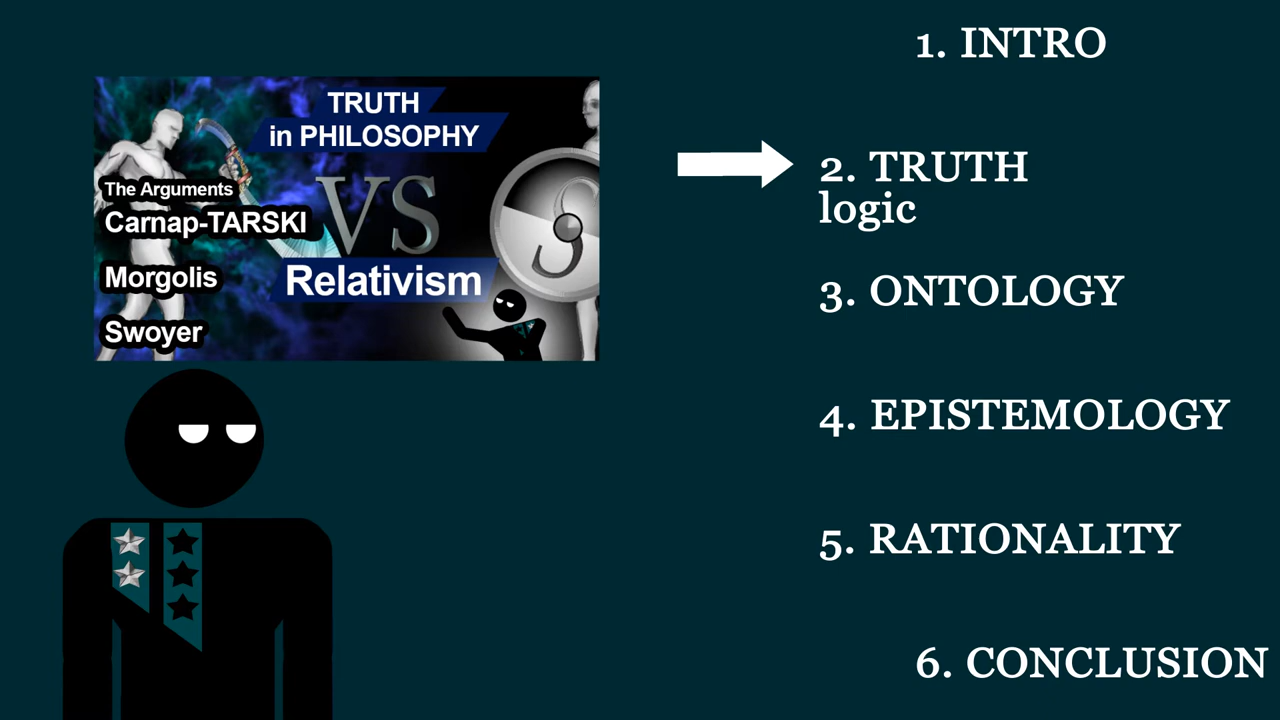 TRUTH
in PHILOSOPHY
The Arguments
Carnap-TARSKI
VS
Morgolis
Relativism
Swoyer
1. INTRO
2. TRUTH
logic
3. ONTOLOGY
4. EPISTEMOLOGY
5. RATIONALITY
6. CONCLUSION